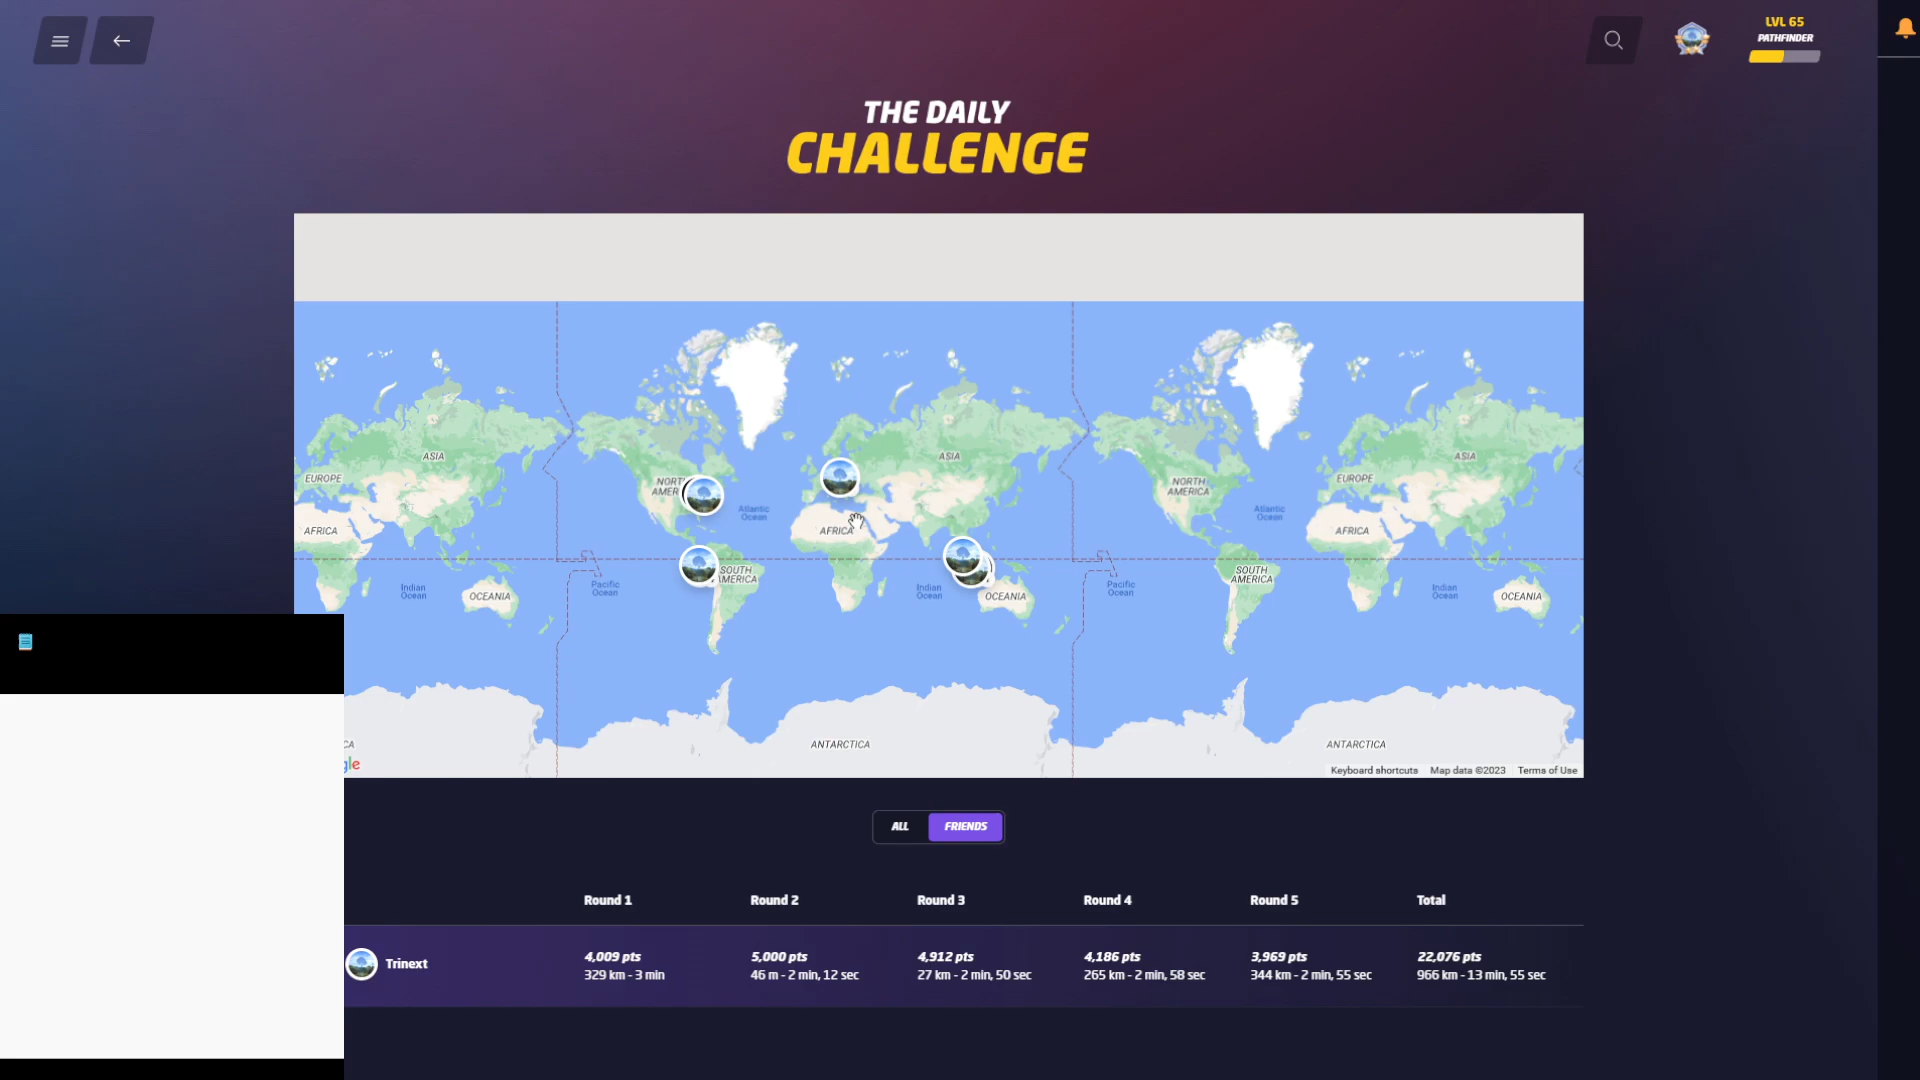 LVL 65
PATHFINDER
THE DAILY
CHALLENGE
ASIA
EUROPE
AFRICA
Indian
Ocean
OCEANIA
Pacific
Ocean
Atlantic
Ocean
AFRICA
SOUTH
AMERICA
ASIA
Indian
Ocean
OCEANIA
Pacific
Ocean
NORTH
AMERICA
Atlantic
Ocean
SOUTH
AMERICA
EUROPE
AFRICA
ASIA
Indian
Ocean
OCEANIA
ANTARCTICA
ANTARCTICA
Keyboard shortcuts Map data ©2023 Terms of Use
ALL FRIENDS
Round 1 Round 2 Round 3 Round 4 Round 5 Total
Trinext
4,009 pts 5,000 pts 4,912 pts 4,186 pts 3,969 pts 22,076 pts
329 km - 3 min 46 m - 2 min, 12 sec 27 km - 2 min, 50 sec 265 km - 2 min, 58 sec 344 km - 2 min, 55 sec 966 km - 13 min, 55 sec